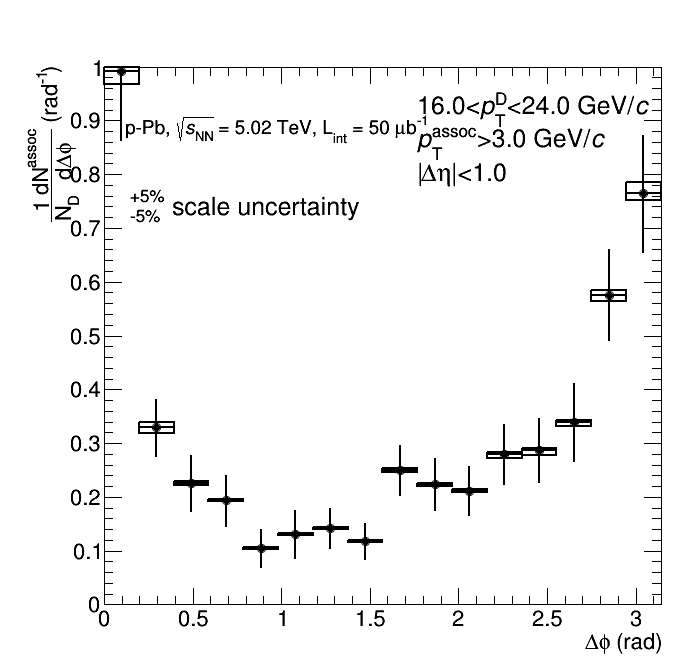 1
0.9
0.8
0.7
0.6
0.5
0.4
0.3
0.2
0.1
0
1 dN^assoc
N_D dΔφ (rad^-1)
16.0<p_T^D<24.0 GeV/c
p-Pb, √s_NN = 5.02 TeV, L_int = 50 μb^-1
p_T^assoc>3.0 GeV/c
|Δη|<1.0
+5%
-5% scale uncertainty
0 0.5 1 1.5 2 2.5 3
Δφ (rad)